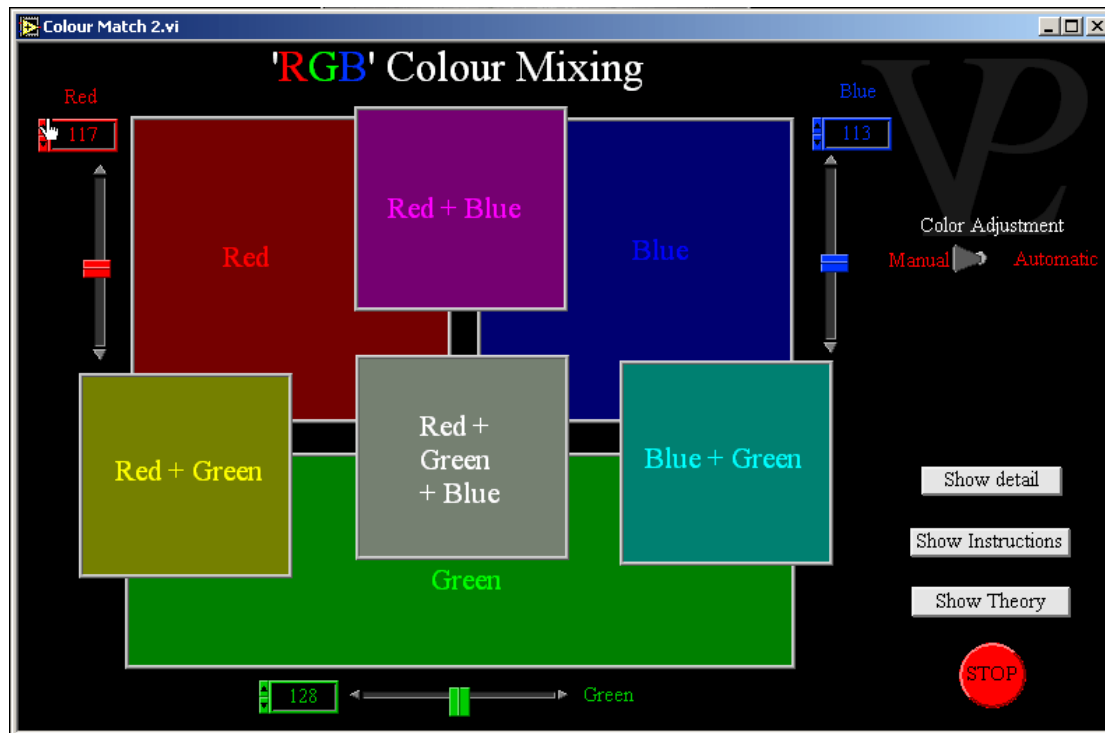 Colour Match 2.vi
'RGB' Colour Mixing
Red
117
Blue
113
VPL
Red + Blue
Red
Blue
Color Adjustment
Manual
Automatic
Red +
Green
+ Blue
Red + Green
Blue + Green
Show detail
Show Instructions
Green
Show Theory
STOP
128
Green